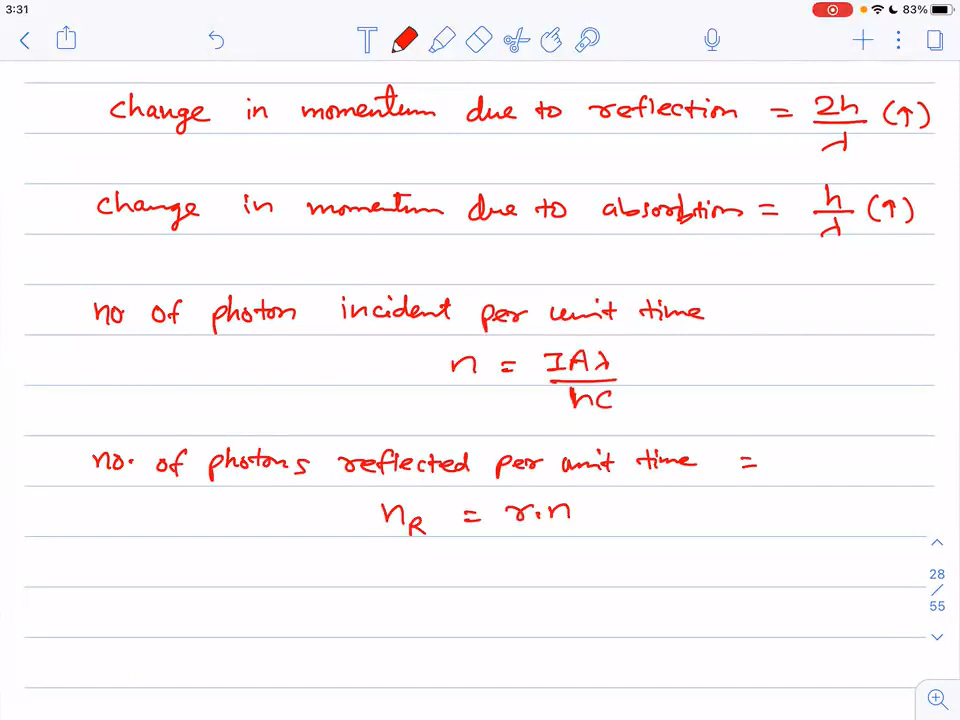 3:31
83%
T
change in momentum due to reflection = 2h/λ (↑)
change in momentum due to absorbtion = h/λ (↑)
no of photon incident per unit time
n = IAλ/hc
no. of photons reflected per unit time =
n_R = r.n
28
/
55